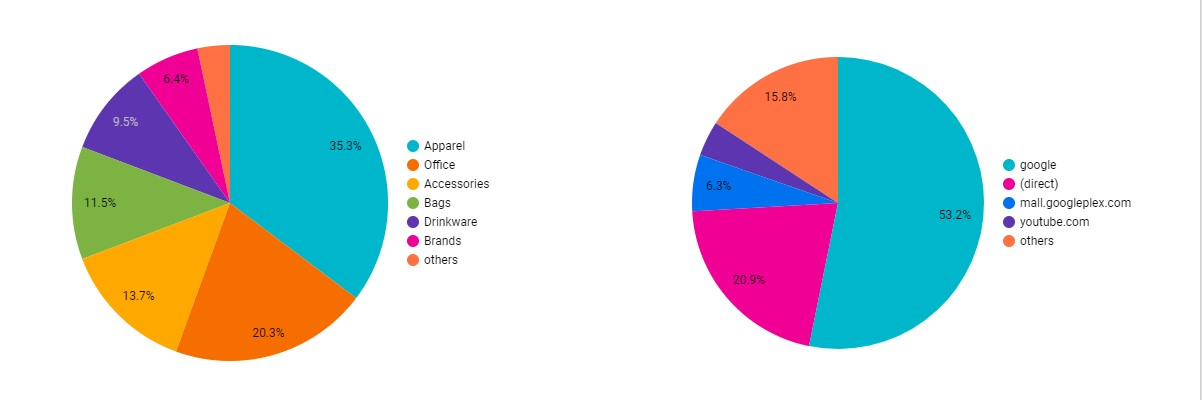 35.3%
20.3%
13.7%
11.5%
9.5%
6.4%
Apparel
Office
Accessories
Bags
Drinkware
Brands
others
53.2%
20.9%
6.3%
15.8%
google
(direct)
mall.googleplex.com
youtube.com
others